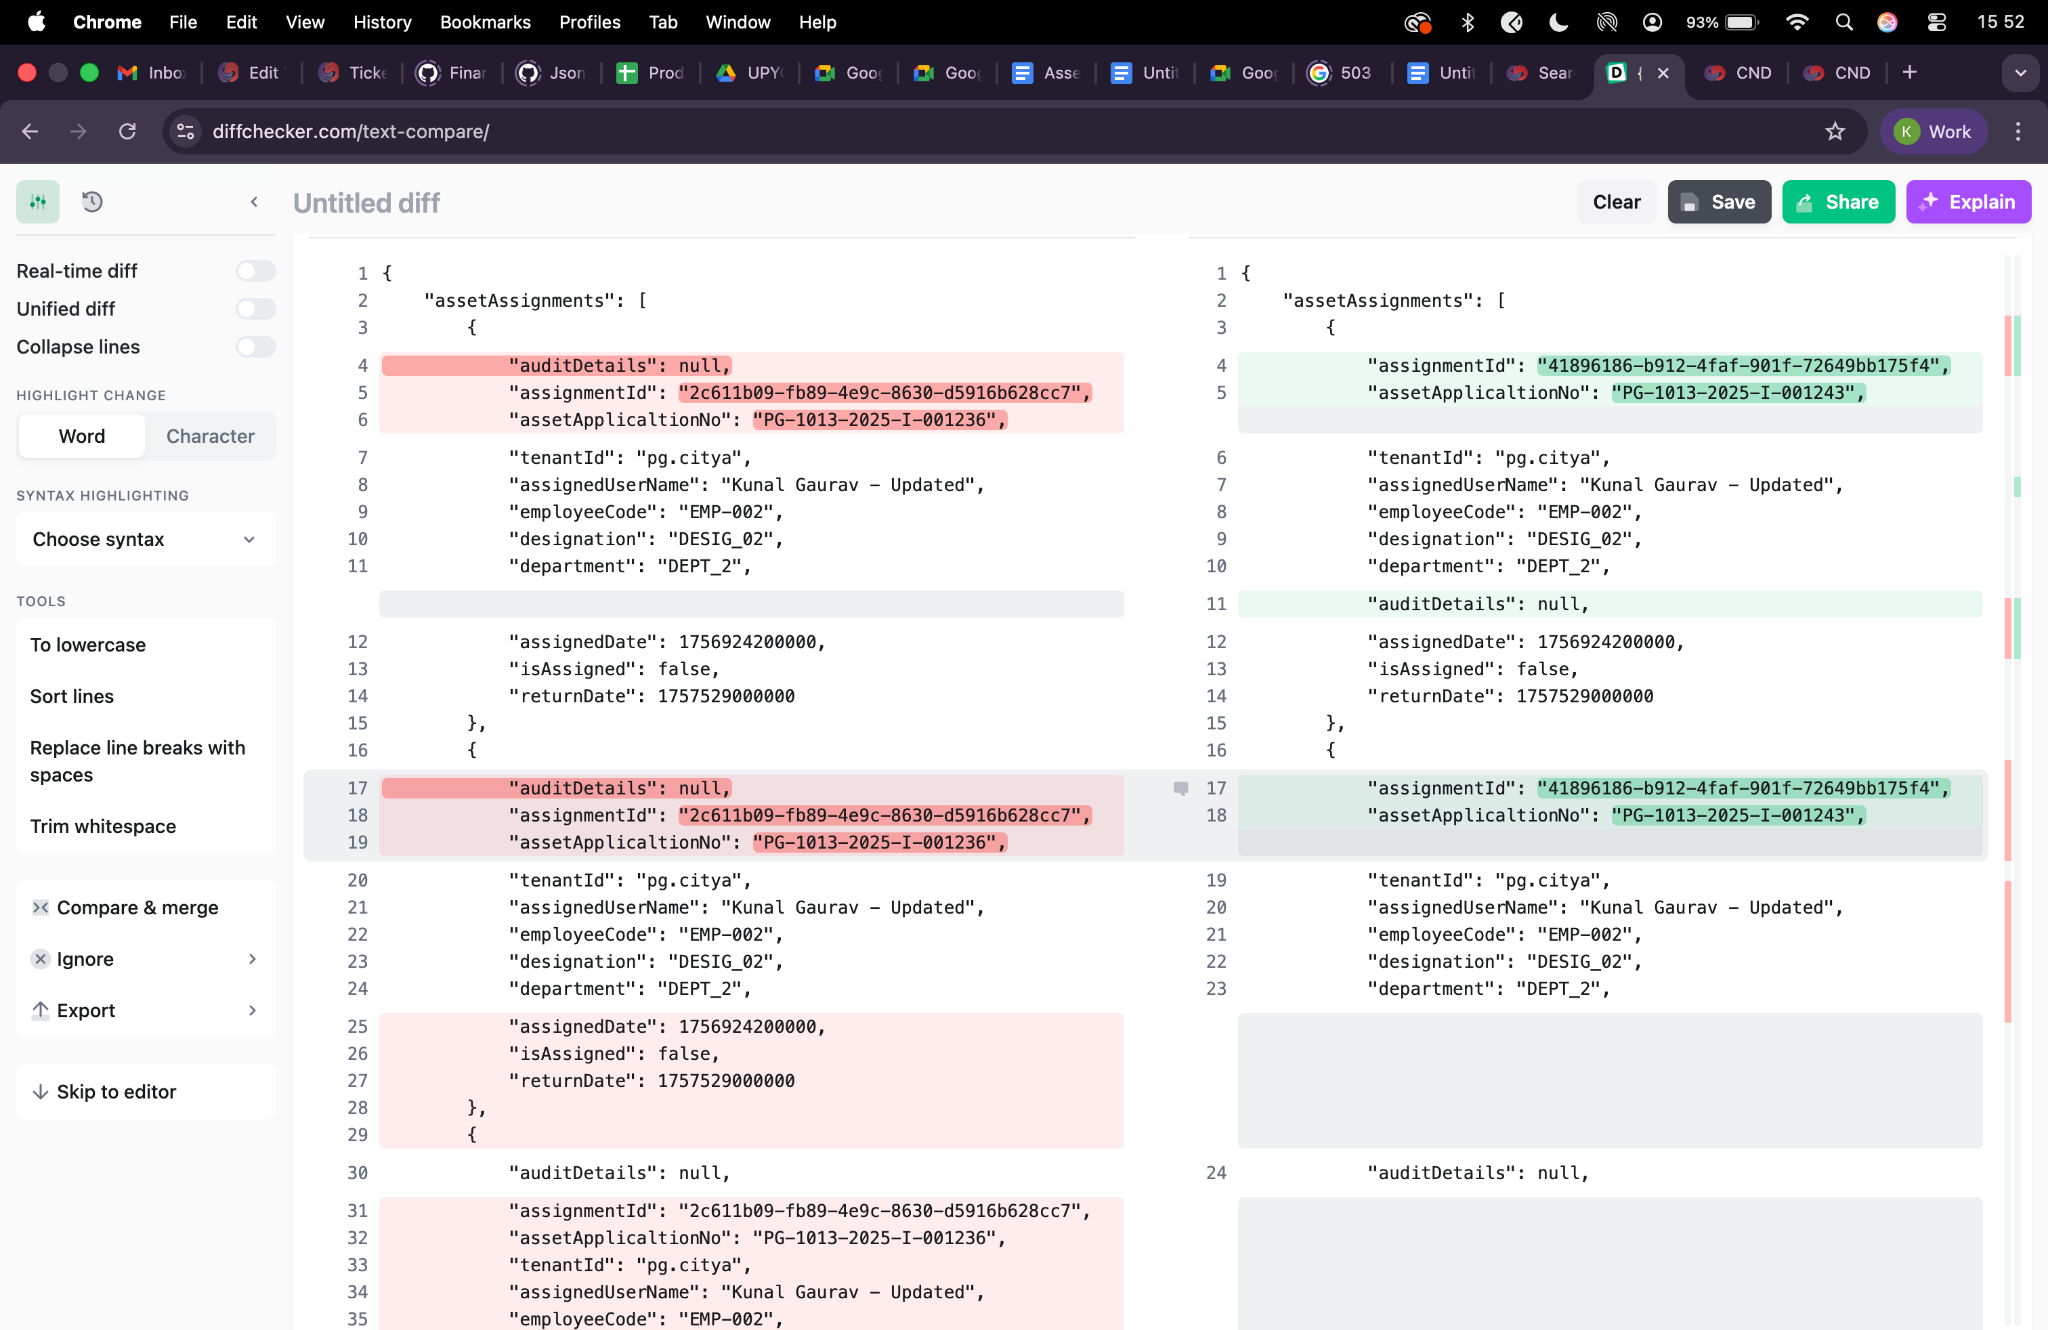 Chrome File Edit View History Bookmarks Profiles Tab Window Help 93% 15 52
Inbo Edit Ticke Finar Json Prod UPY Goog Goog Asse Untit Goog 503 Untit Sear { CND CND
diffchecker.com/text-compare/ K Work
Untitled diff Clear Save Share Explain
Real-time diff
Unified diff
Collapse lines
HIGHLIGHT CHANGE
Word Character
SYNTAX HIGHLIGHTING
Choose syntax
TOOLS
To lowercase
Sort lines
Replace line breaks with
spaces
Trim whitespace
Compare & merge
Ignore
Export
Skip to editor
1 {
2 "assetAssignments": [
3 {
4 "auditDetails": null,
5 "assignmentId": "2c611b09-fb89-4e9c-8630-d5916b628cc7",
6 "assetApplicaltionNo": "PG-1013-2025-I-001236",
7 "tenantId": "pg.citya",
8 "assignedUserName": "Kunal Gaurav - Updated",
9 "employeeCode": "EMP-002",
10 "designation": "DESIG_02",
11 "department": "DEPT_2",
12 "assignedDate": 1756924200000,
13 "isAssigned": false,
14 "returnDate": 1757529000000
15 },
16 {
17 "auditDetails": null,
18 "assignmentId": "2c611b09-fb89-4e9c-8630-d5916b628cc7",
19 "assetApplicaltionNo": "PG-1013-2025-I-001236",
20 "tenantId": "pg.citya",
21 "assignedUserName": "Kunal Gaurav - Updated",
22 "employeeCode": "EMP-002",
23 "designation": "DESIG_02",
24 "department": "DEPT_2",
25 "assignedDate": 1756924200000,
26 "isAssigned": false,
27 "returnDate": 1757529000000
28 },
29 {
30 "auditDetails": null,
31 "assignmentId": "2c611b09-fb89-4e9c-8630-d5916b628cc7",
32 "assetApplicaltionNo": "PG-1013-2025-I-001236",
33 "tenantId": "pg.citya",
34 "assignedUserName": "Kunal Gaurav - Updated",
35 "employeeCode": "EMP-002",
1 {
2 "assetAssignments": [
3 {
4 "assignmentId": "41896186-b912-4faf-901f-72649bb175f4",
5 "assetApplicaltionNo": "PG-1013-2025-I-001243",
6 "tenantId": "pg.citya",
7 "assignedUserName": "Kunal Gaurav - Updated",
8 "employeeCode": "EMP-002",
9 "designation": "DESIG_02",
10 "department": "DEPT_2",
11 "auditDetails": null,
12 "assignedDate": 1756924200000,
13 "isAssigned": false,
14 "returnDate": 1757529000000
15 },
16 {
17 "assignmentId": "41896186-b912-4faf-901f-72649bb175f4",
18 "assetApplicaltionNo": "PG-1013-2025-I-001243",
19 "tenantId": "pg.citya",
20 "assignedUserName": "Kunal Gaurav - Updated",
21 "employeeCode": "EMP-002",
22 "designation": "DESIG_02",
23 "department": "DEPT_2",
24 "auditDetails": null,